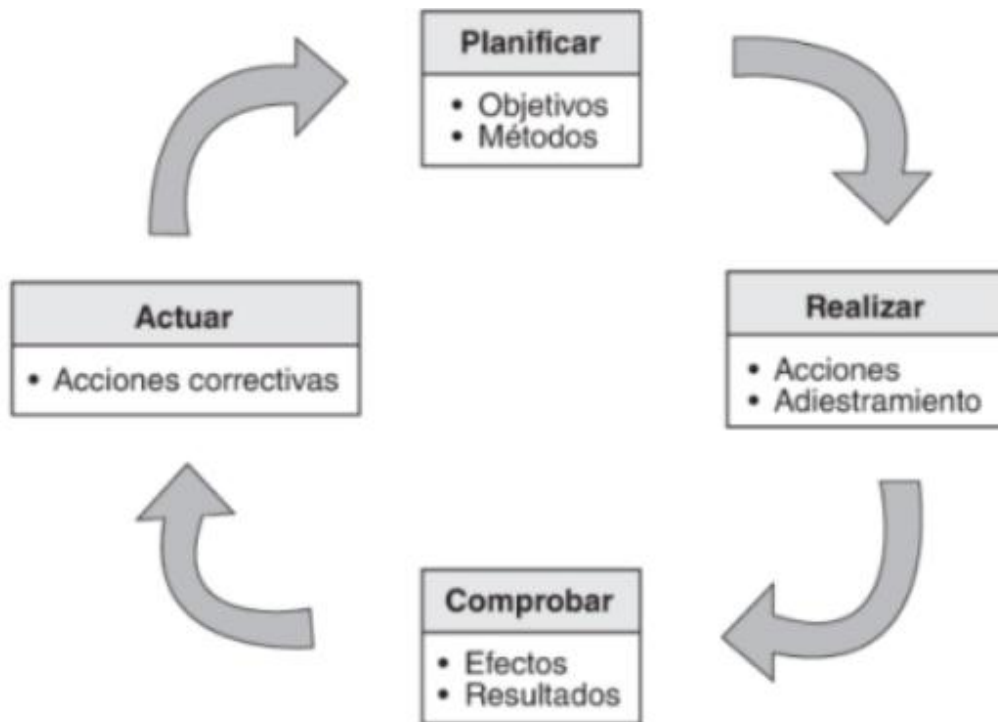 Planificar
• Objetivos
• Métodos
Realizar
• Acciones
• Adiestramiento
Comprobar
• Efectos
• Resultados
Actuar
• Acciones correctivas